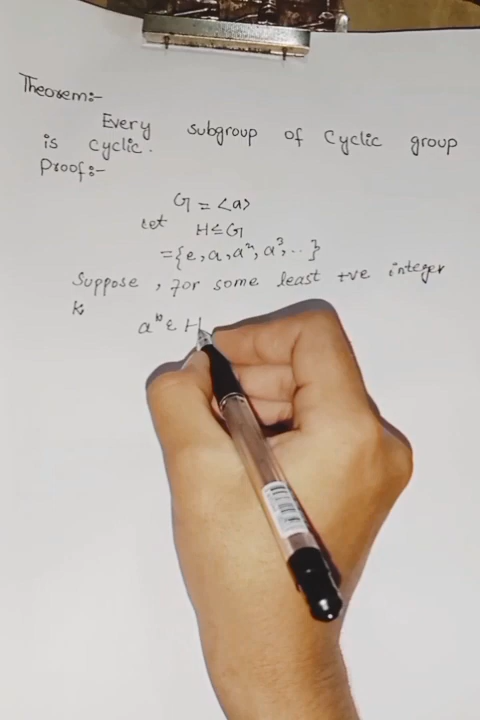 Theorem:-
Every subgroup of Cyclic group
is cyclic.
Proof:-
G = <a>
Let H ≤ G
= {e, a, a², a³, . . }
Suppose, for some least +ve integer
k
aᵏ ∈ H